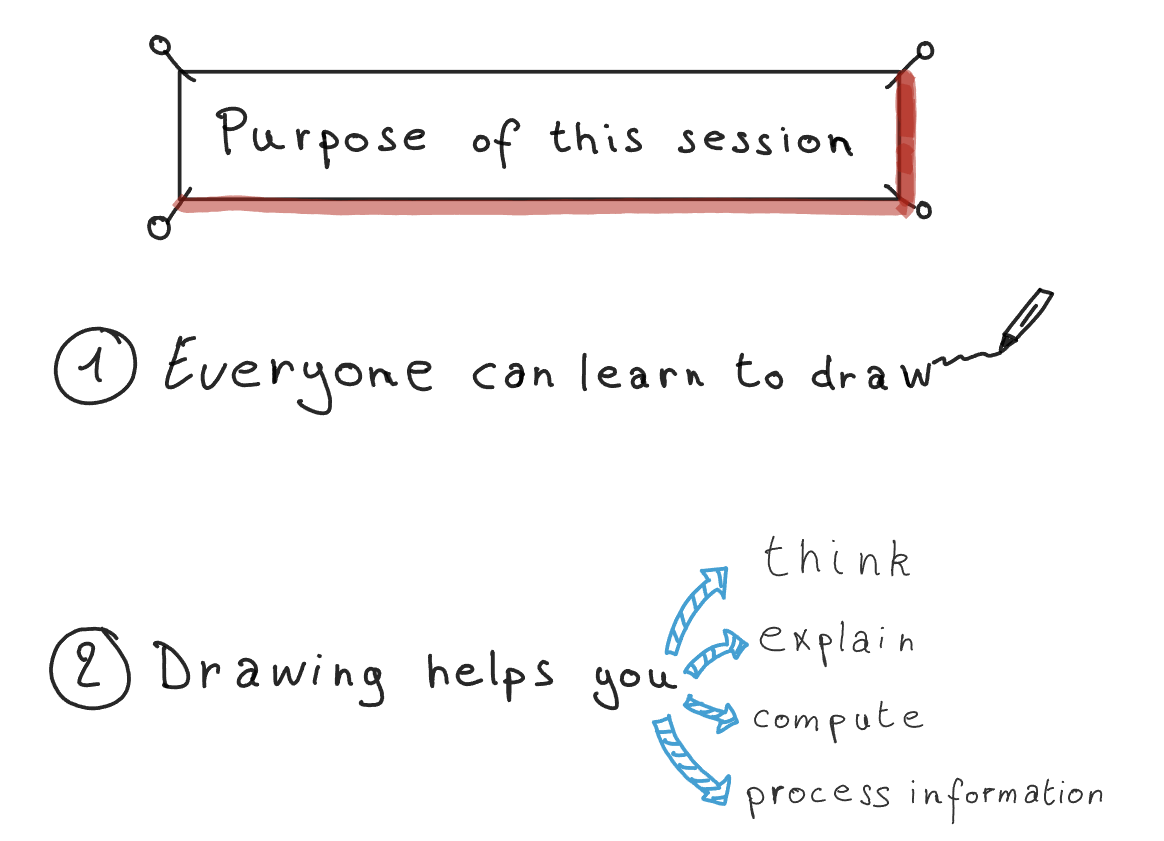 Purpose of this session
1 Everyone can learn to draw
2 Drawing helps you
think
explain
compute
process information